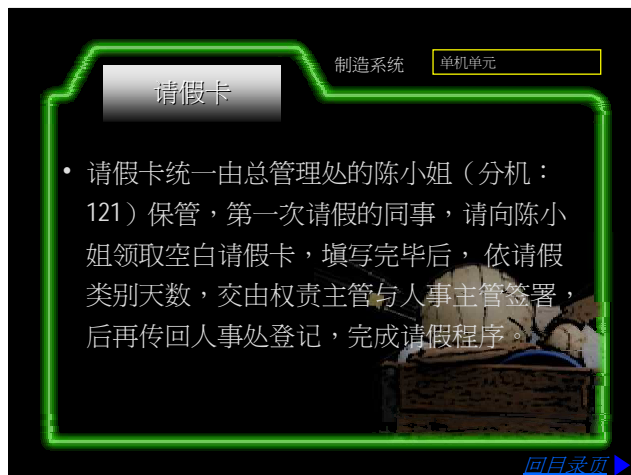 制造系统 单机单元
请假卡
• 请假卡统一由总管理处的陈小姐（分机：
121）保管，第一次请假的同事，请向陈小
姐领取空白请假卡，填写完毕后， 依请假
类别天数，交由权责主管与人事主管签署，
后再传回人事处登记，完成请假程序。
回目录页